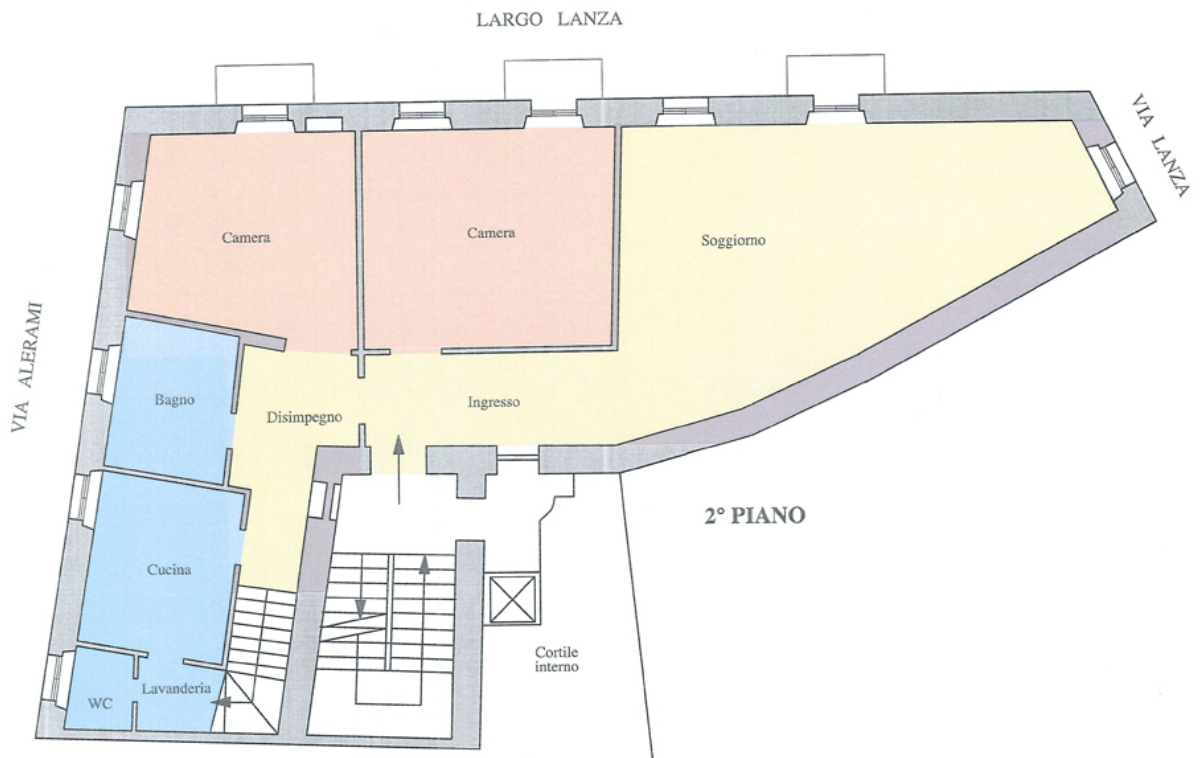 LARGO LANZA
VIA LANZA
Camera
Camera
Soggiorno
VIA ALERAMI
Bagno
Disimpegno
Ingresso
2° PIANO
Cucina
Cortile
interno
Lavanderia
WC